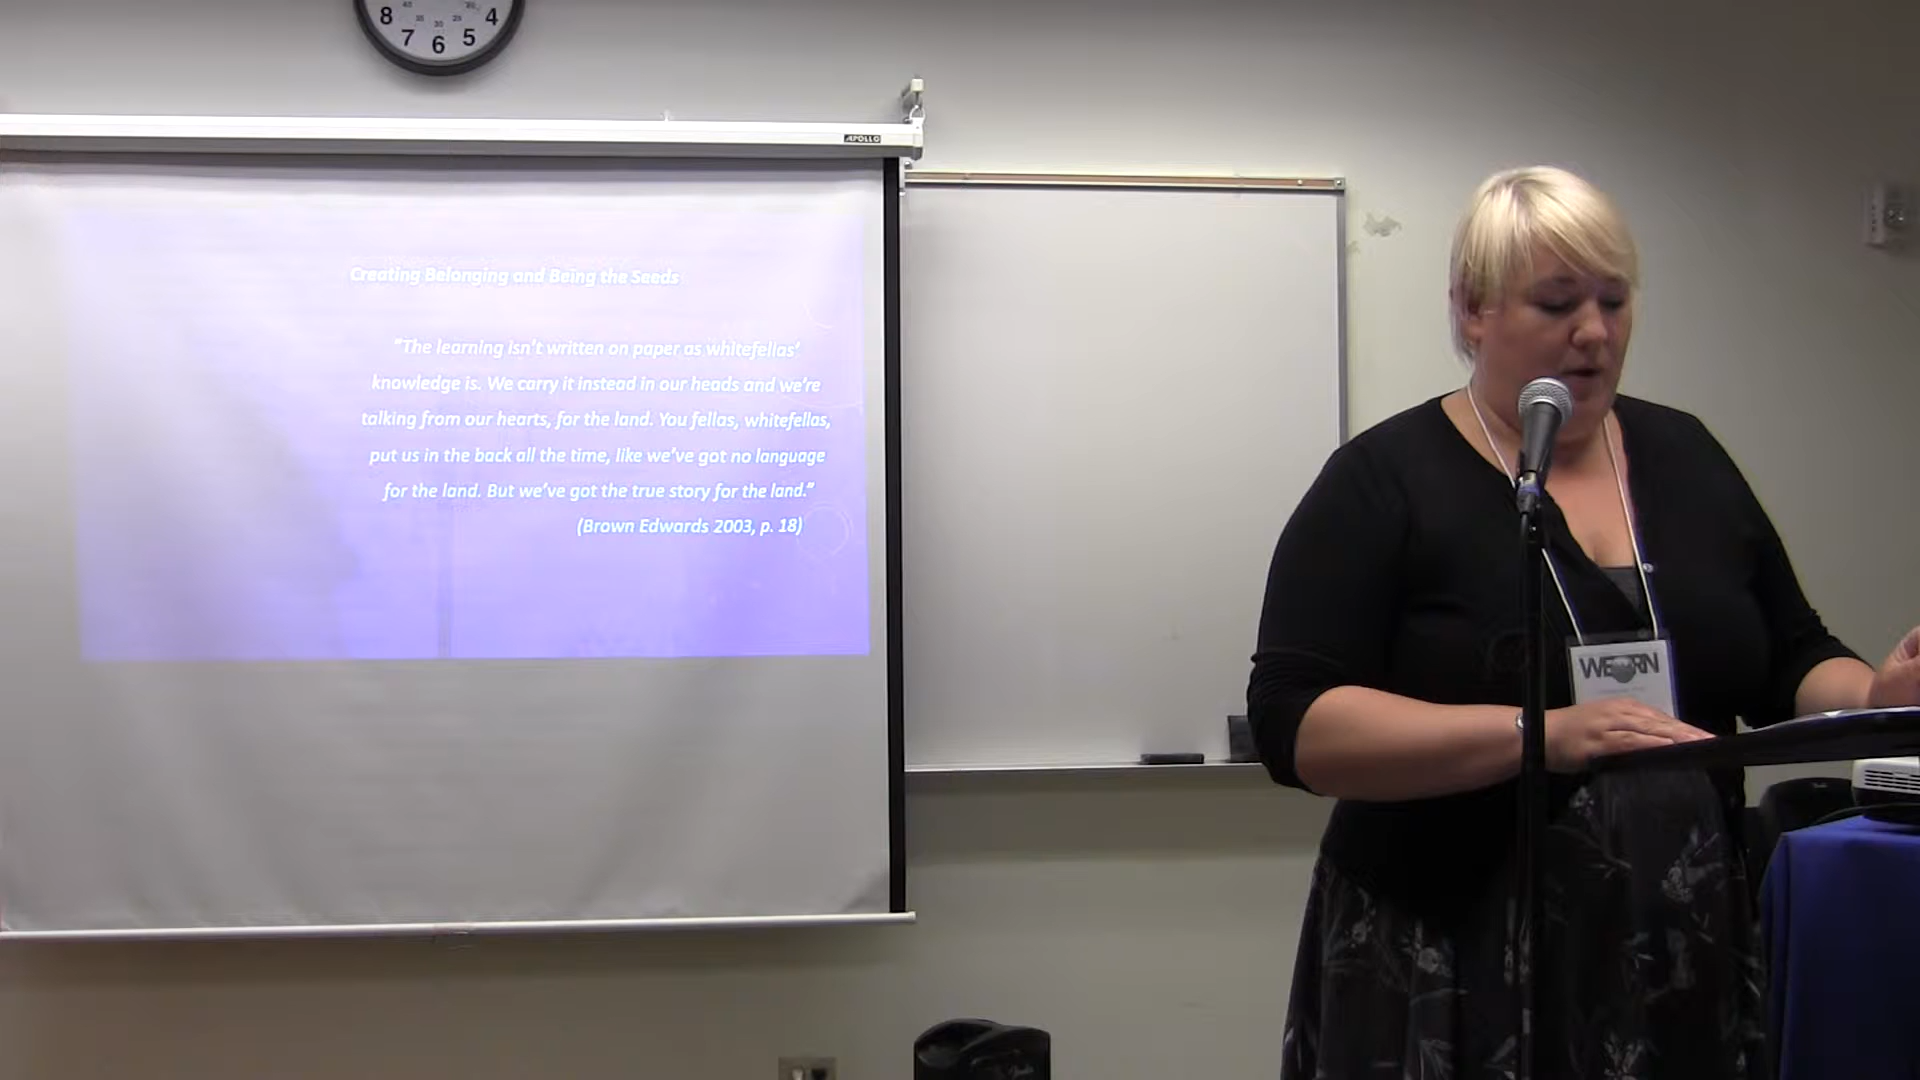 8 7 6 5 4
APOLLO
Creating Belonging and Being the Seeds
"The learning isn't written on paper as whitefellas'
knowledge is. We carry it instead in our heads and we're
talking from our hearts, for the land. You fellas, whitefellas,
put us in the back all the time, like we've got no language
for the land. But we've got the true story for the land."
(Brown Edwards 2003, p. 18)